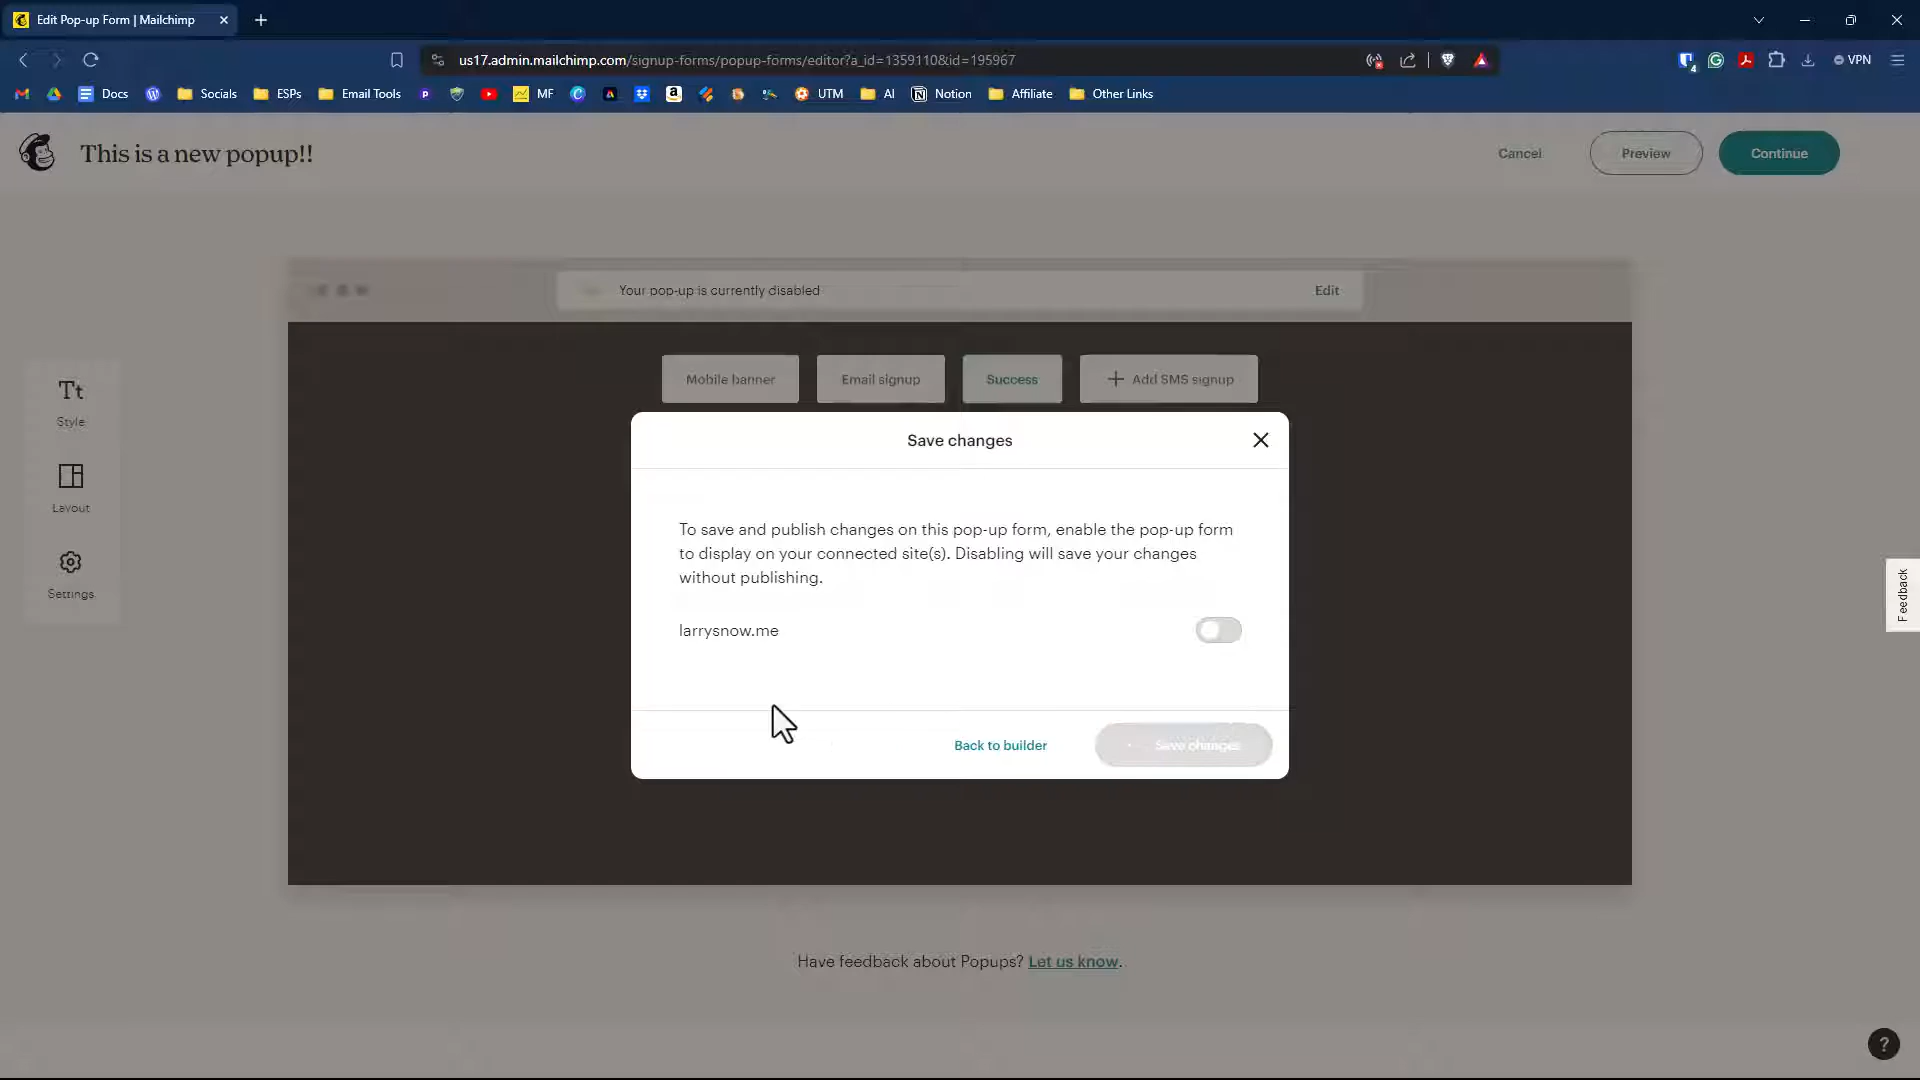 Edit Pop-up Form | Mailchimp
us17.admin.mailchimp.com/signup-forms/popup-forms/editor?a_id=1359110&id=195967
4
VPN
Docs
Socials
ESPs
Email Tools
MF
UTM
AI
Notion
Affiliate
Other Links
This is a new popup!!
Cancel
Preview
Continue
Your pop-up is currently disabled
Edit
Tt
Style
Layout
Settings
Mobile banner
Email signup
Success
Add SMS signup
Save changes
To save and publish changes on this pop-up form, enable the pop-up form
to display on your connected site(s). Disabling will save your changes
without publishing.
larrysnow.me
Back to builder
Save changes
Feedback
Have feedback about Popups? Let us know.
?